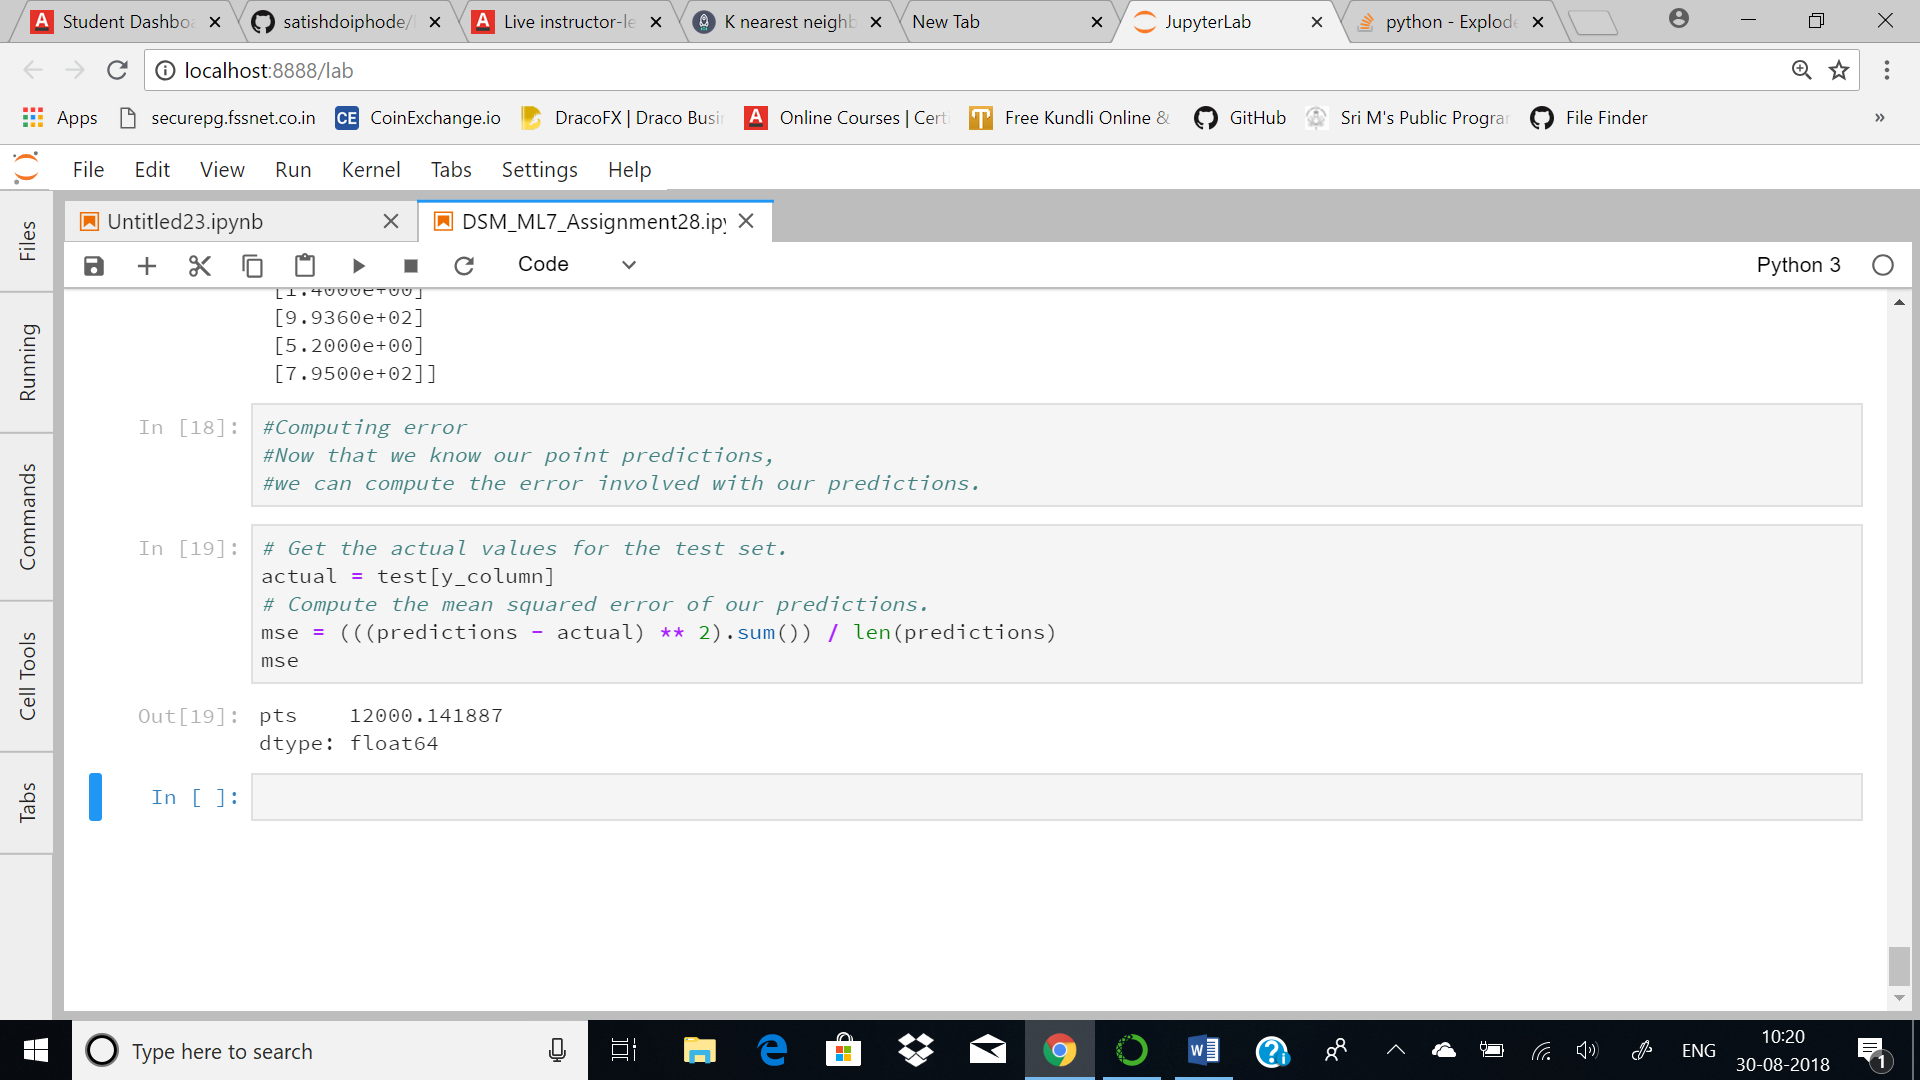 Student Dashbo
satishdoiphode/
Live instructor-le
K nearest neighb
New Tab
JupyterLab
python - Explode
localhost:8888/lab
Apps
securepg.fssnet.co.in
CE
CoinExchange.io
DracoFX | Draco Busi
Online Courses | Certi
Free Kundli Online &
GitHub
Sri M's Public Progra
File Finder
»
File Edit View Run Kernel Tabs Settings Help
Files
Running
Commands
Cell Tools
Tabs
Untitled23.ipynb
DSM_ML7_Assignment28.ipy
Code
Python 3
[1.4000e+00]
[9.9360e+02]
[5.2000e+00]
[7.9500e+02]]
In [18]:
#Computing error
#Now that we know our point predictions,
#we can compute the error involved with our predictions.
In [19]:
# Get the actual values for the test set.
actual = test[y_column]
# Compute the mean squared error of our predictions.
mse = (((predictions - actual) ** 2).sum()) / len(predictions)
mse
Out[19]:
pts    12000.141887
dtype: float64
In [ ]:
Type here to search
ENG
10:20
30-08-2018
1